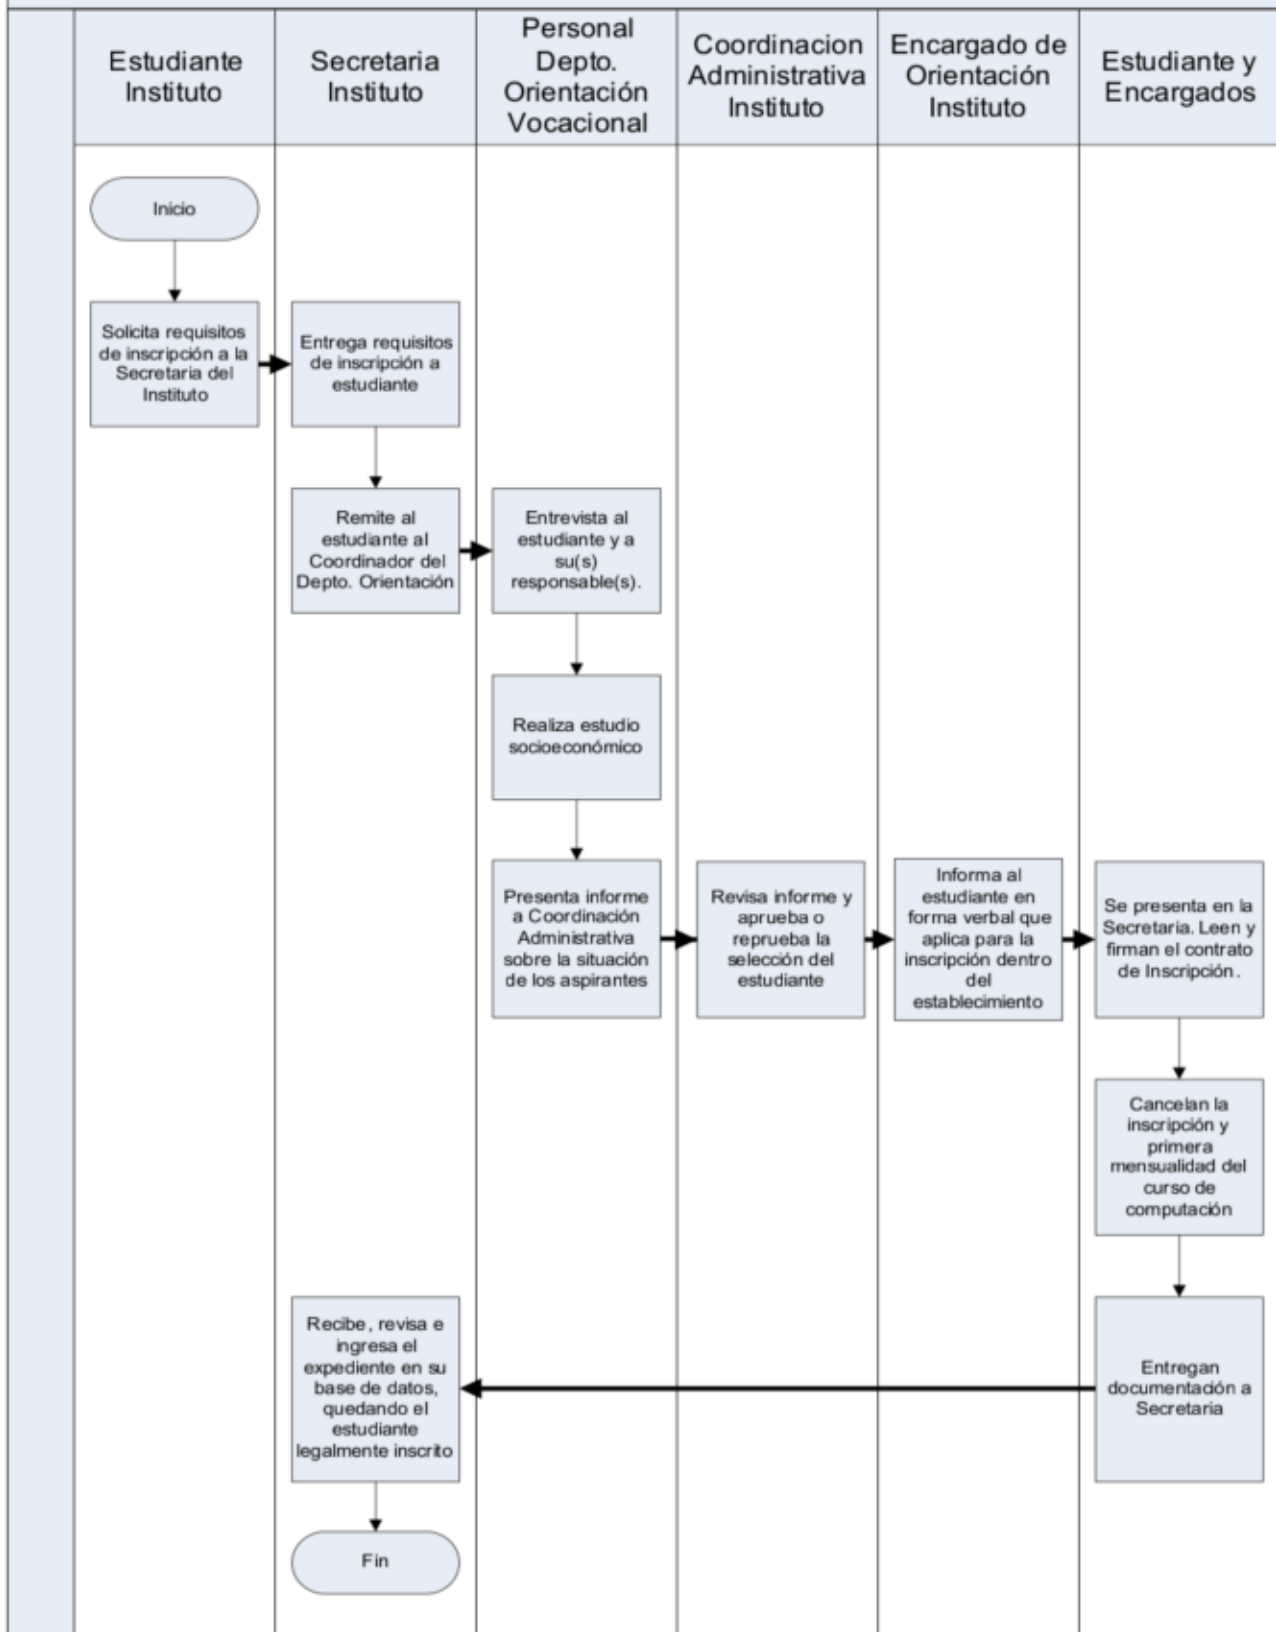 Estudiante
Instituto
Secretaria
Instituto
Personal
Depto.
Orientación
Vocacional
Coordinacion
Administrativa
Instituto
Encargado de
Orientación
Instituto
Estudiante y
Encargados
Inicio
Solicita requisitos
de inscripción a la
Secretaria del
Instituto
Entrega requisitos
de inscripción a
estudiante
Remite al
estudiante al
Coordinador del
Depto. Orientación
Entrevista al
estudiante y a
su(s)
responsable(s).
Realiza estudio
socioeconómico
Presenta informe
a Coordinación
Administrativa
sobre la situación
de los aspirantes
Revisa informe y
aprueba o
reprueba la
selección del
estudiante
Informa al
estudiante en
forma verbal que
aplica para la
inscripción dentro
del
establecimiento
Se presenta en la
Secretaria. Leen y
firman el contrato
de Inscripción.
Cancelan la
inscripción y
primera
mensualidad del
curso de
computación
Entregan
documentación a
Secretaria
Recibe, revisa e
ingresa el
expediente en su
base de datos,
quedando el
estudiante
legalmente inscrito
Fin